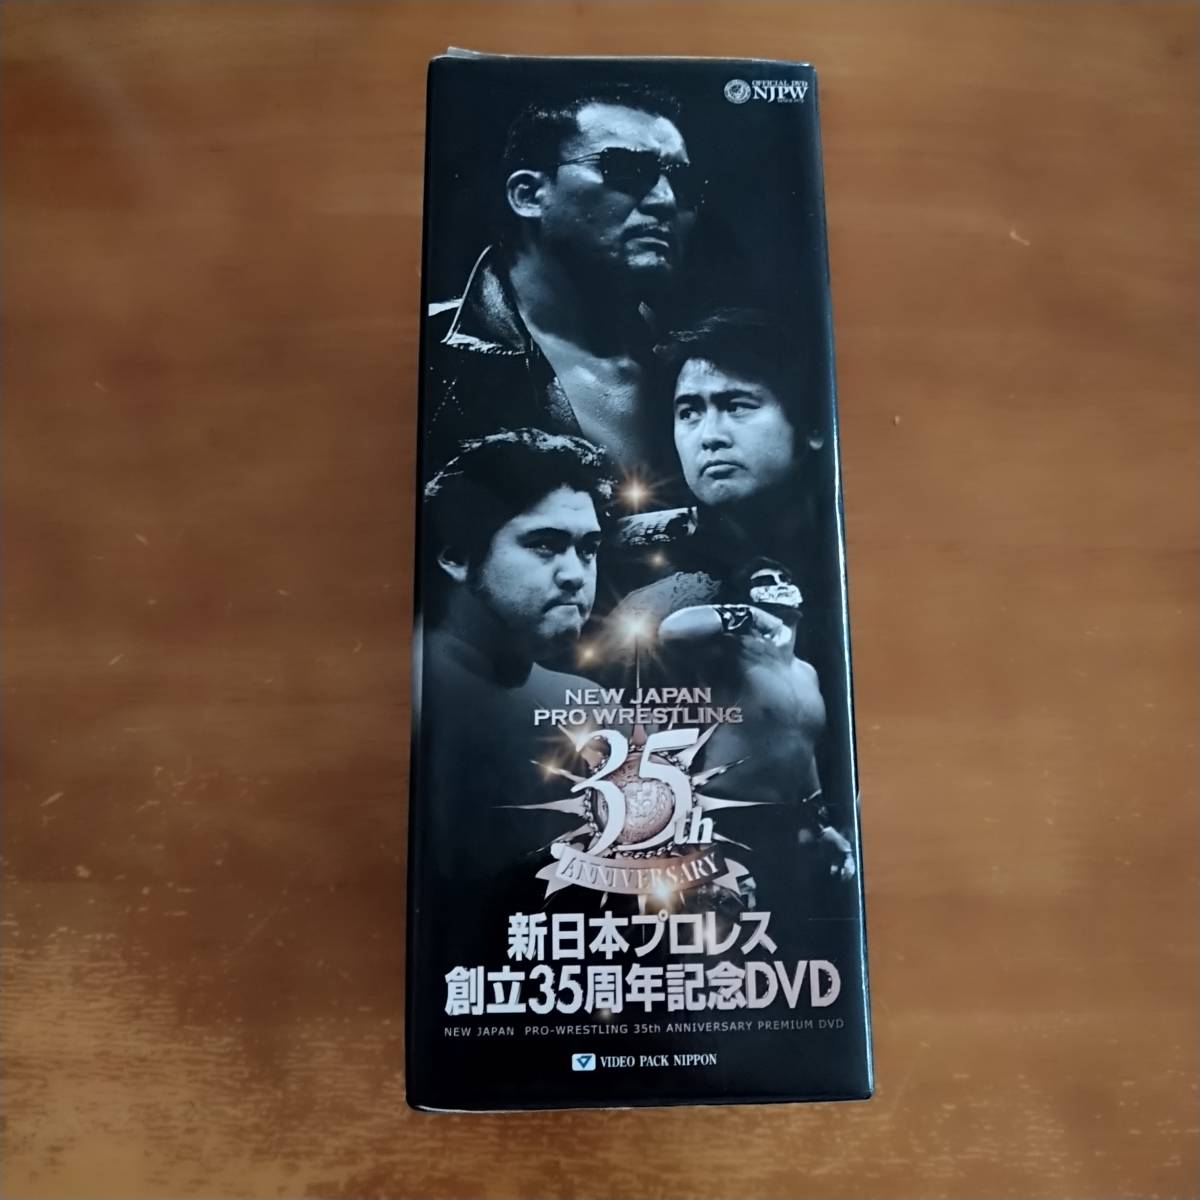 OFFICIAL DVD
NJPW
NEW JAPAN
PRO WRESTLING
35th
ANNIVERSARY
新日本プロレス
創立35周年記念DVD
NEW JAPAN PRO-WRESTLING 35th ANNIVERSARY PREMIUM DVD
VIDEO PACK NIPPON